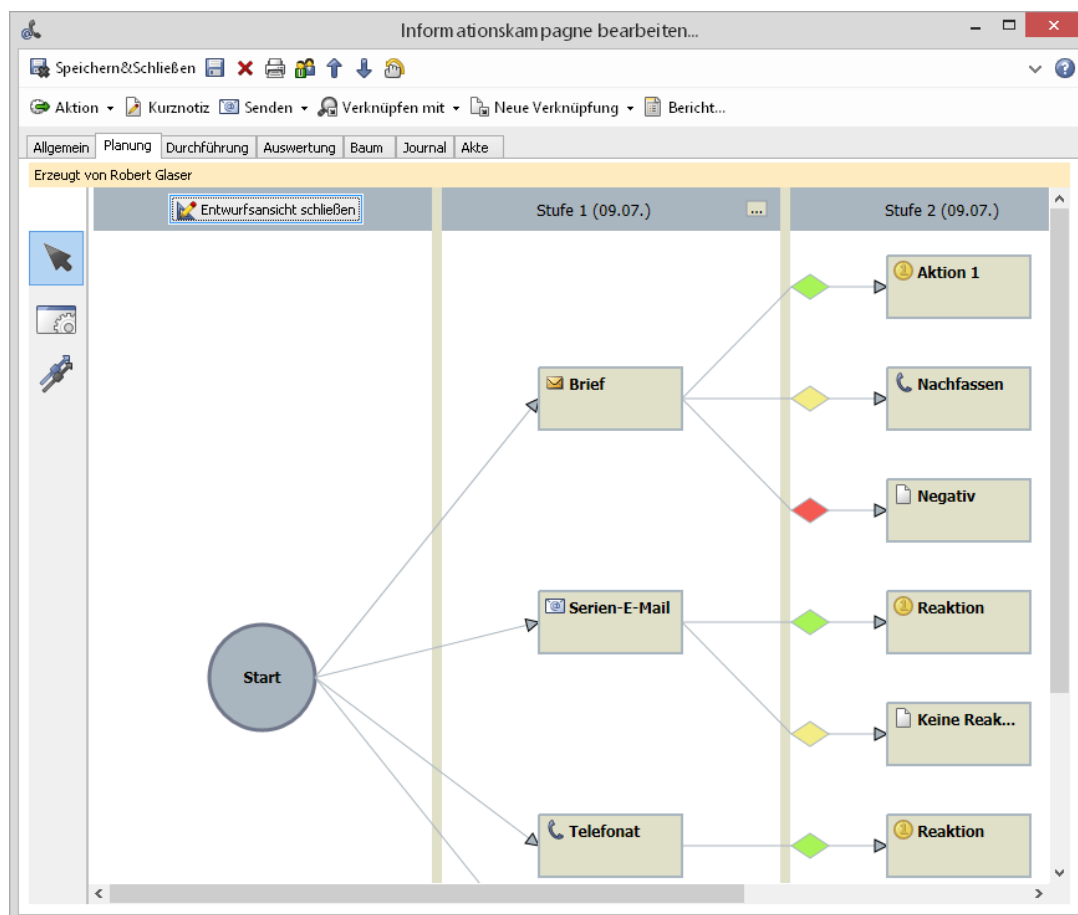 Informationskampagne bearbeiten...
Speichern&Schließen
Aktion Kurznotiz Senden Verknüpfen mit Neue Verknüpfung Bericht...
Allgemein Planung Durchführung Auswertung Baum Journal Akte
Erzeugt von Robert Glaser
Entwurfsansicht schließen Stufe 1 (09.07.) ... Stufe 2 (09.07.)
Aktion 1
Brief Nachfassen
Negativ
Serien-E-Mail Reaktion
Start
Keine Reak...
Telefonat Reaktion